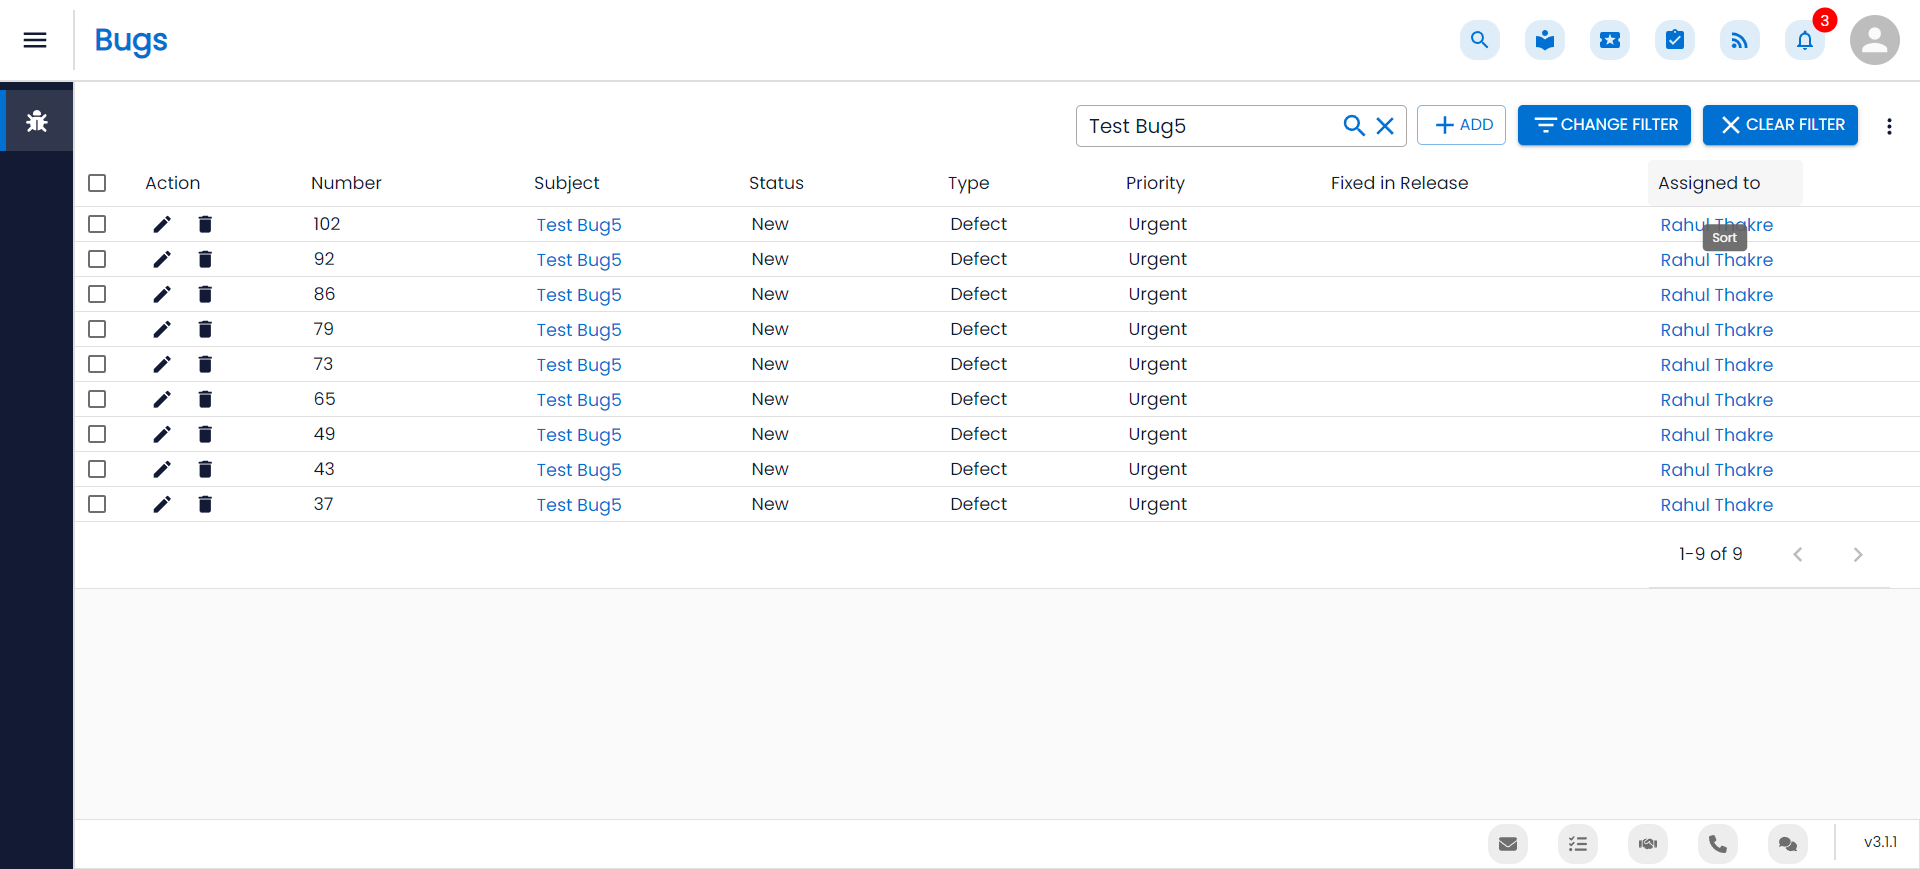 Bugs
3
Test Bug5
ADD
CHANGE FILTER
CLEAR FILTER
Action Number Subject Status Type Priority Fixed in Release Assigned to
102 Test Bug5 New Defect Urgent Rahul Thakre
Sort
92 Test Bug5 New Defect Urgent Rahul Thakre
86 Test Bug5 New Defect Urgent Rahul Thakre
79 Test Bug5 New Defect Urgent Rahul Thakre
73 Test Bug5 New Defect Urgent Rahul Thakre
65 Test Bug5 New Defect Urgent Rahul Thakre
49 Test Bug5 New Defect Urgent Rahul Thakre
43 Test Bug5 New Defect Urgent Rahul Thakre
37 Test Bug5 New Defect Urgent Rahul Thakre
1-9 of 9
v3.1.1